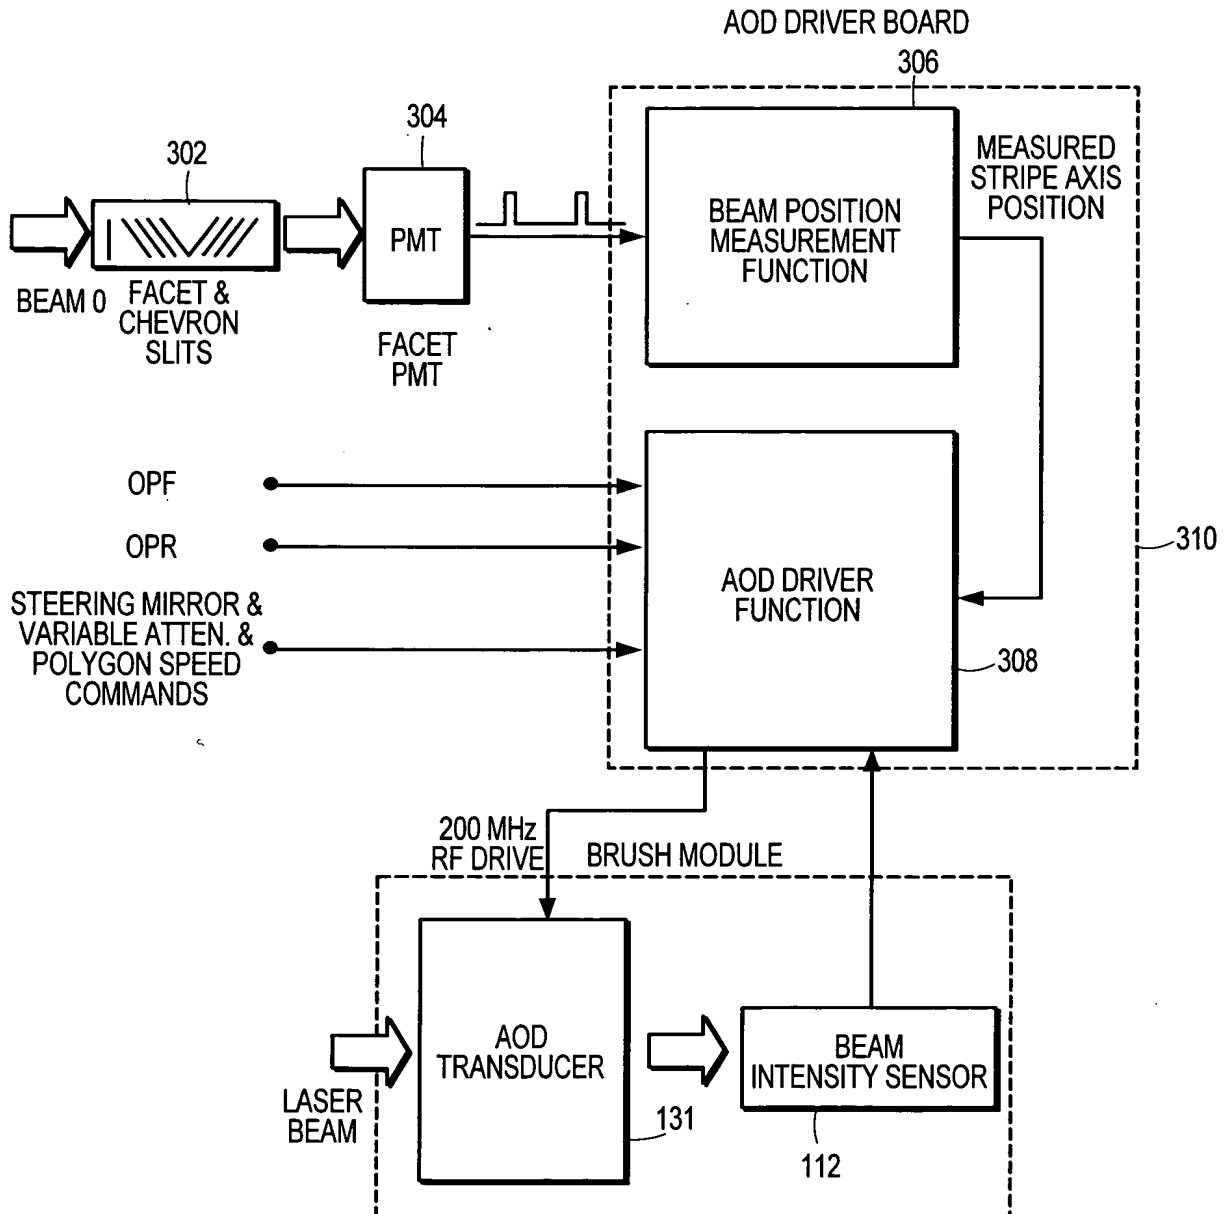 AOD DRIVER BOARD
306
304
302
MEASURED
STRIPE AXIS
POSITION
BEAM POSITION
MEASUREMENT
FUNCTION
PMT
BEAM 0
FACET &
CHEVRON
SLITS
FACET
PMT
OPF
OPR
310
AOD DRIVER
FUNCTION
STEERING MIRROR &
VARIABLE ATTEN. &
POLYGON SPEED
COMMANDS
308
200 MHz
RF DRIVE
BRUSH MODULE
AOD
TRANSDUCER
BEAM
INTENSITY SENSOR
LASER
BEAM
131
112